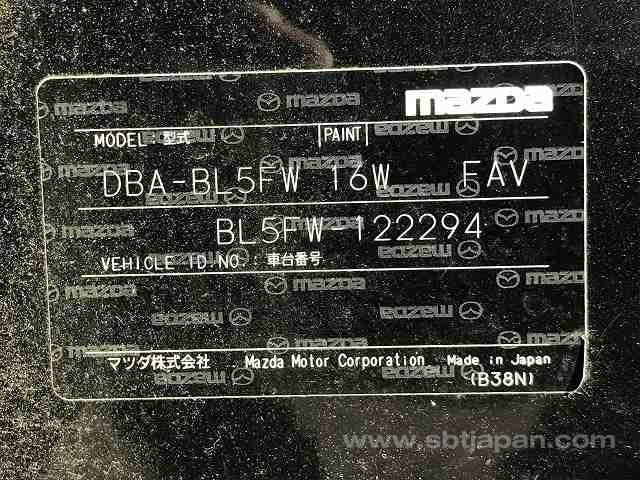 mazda
MODEL:型式 PAINT
DBA-BL5FW 16W FAV
BL5FW-122294
VEHICLE ID.NO.:車台番号
マツダ株式会社 Mazda Motor Corporation Made in Japan
(B38N)
www.sbtjapan.com